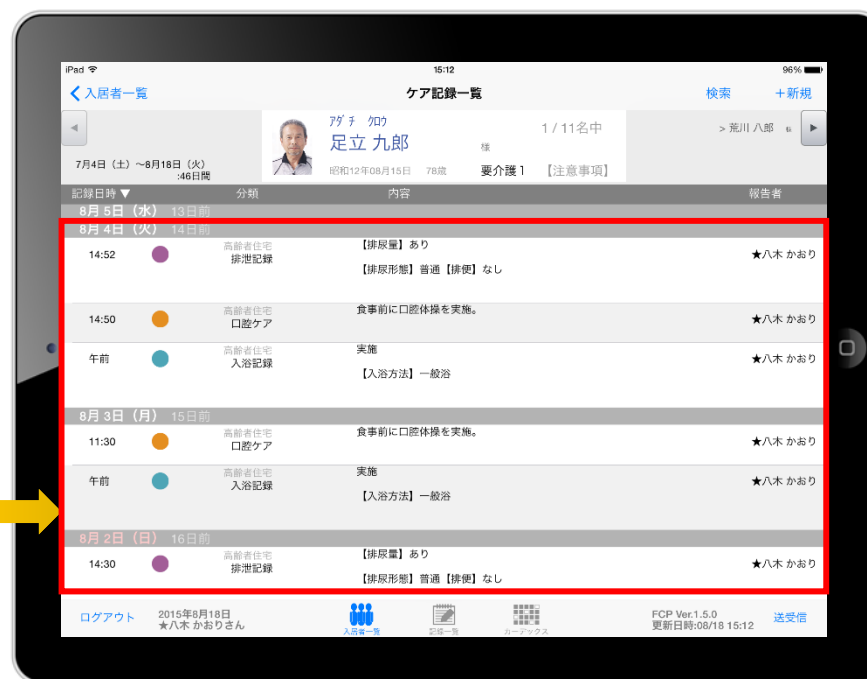 iPad 15:12 96%
入居者一覧 ケア記録一覧 検索 +新規
アダチ クロウ
足立 九郎 様 1 / 11名中 > 荒川 八郎
7月4日（土）～8月18日（火）
:46日間
昭和12年08月15日 78歳 要介護1 【注意事項】
記録日時▼ 分類 内容 報告者
8月 5日（水） 13日前
8月 4日（火） 14日前
14:52 高齢者住宅 排泄記録 【排尿量】あり ★八木 かおり
【排尿形態】普通【排便】なし
14:50 高齢者住宅 口腔ケア 食事前に口腔体操を実施。 ★八木 かおり
午前 高齢者住宅 入浴記録 実施 ★八木 かおり
【入浴方法】一般浴
8月 3日（月） 15日前
11:30 高齢者住宅 口腔ケア 食事前に口腔体操を実施。 ★八木 かおり
午前 高齢者住宅 入浴記録 実施 ★八木 かおり
【入浴方法】一般浴
8月 2日（日） 16日前
14:30 高齢者住宅 排泄記録 【排尿量】あり ★八木 かおり
【排尿形態】普通【排便】なし
ログアウト 2015年8月18日 入居者一覧 記録一覧 カーデックス FCP Ver.1.5.0 送受信
★八木 かおりさん 更新日時:08/18 15:12